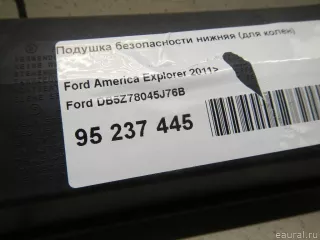 Подушка безопасности нижняя (для колен)
Ford America Explorer 2011>
Ford DB5Z78045J76B
95 237 445
eaural.ru